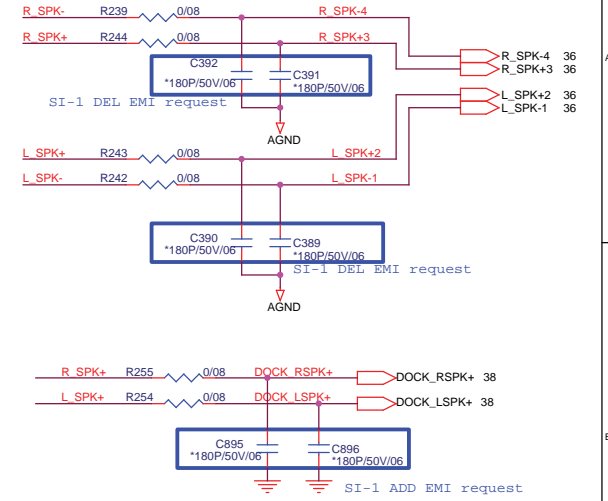 R_SPK- R239 0/08 R_SPK-4
R_SPK+ R244 0/08 R_SPK+3
R_SPK-4 36
R_SPK+3 36
C392
*180P/50V/06
C391
*180P/50V/06
SI-1 DEL EMI request
L_SPK+2 36
L_SPK-1 36
AGND
L_SPK+ R243 0/08 L_SPK+2
L_SPK- R242 0/08 L_SPK-1
C390
*180P/50V/06
C389
*180P/50V/06
SI-1 DEL EMI request
AGND
R_SPK+ R255 0/08 DOCK_RSPK+ DOCK_RSPK+ 38
L_SPK+ R254 0/08 DOCK_LSPK+ DOCK_LSPK+ 38
C895
*180P/50V/06
C896
*180P/50V/06
SI-1 ADD EMI request